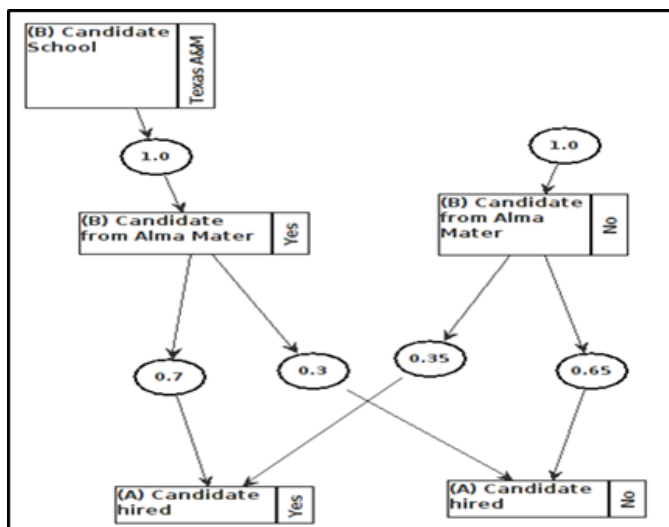 (B) Candidate
School
Texas A&M
1.0
1.0
(B) Candidate
from Alma Mater
Yes
(B) Candidate
from Alma
Mater
No
0.7
0.3
0.35
0.65
(A) Candidate
hired
Yes
(A) Candidate
hired
No